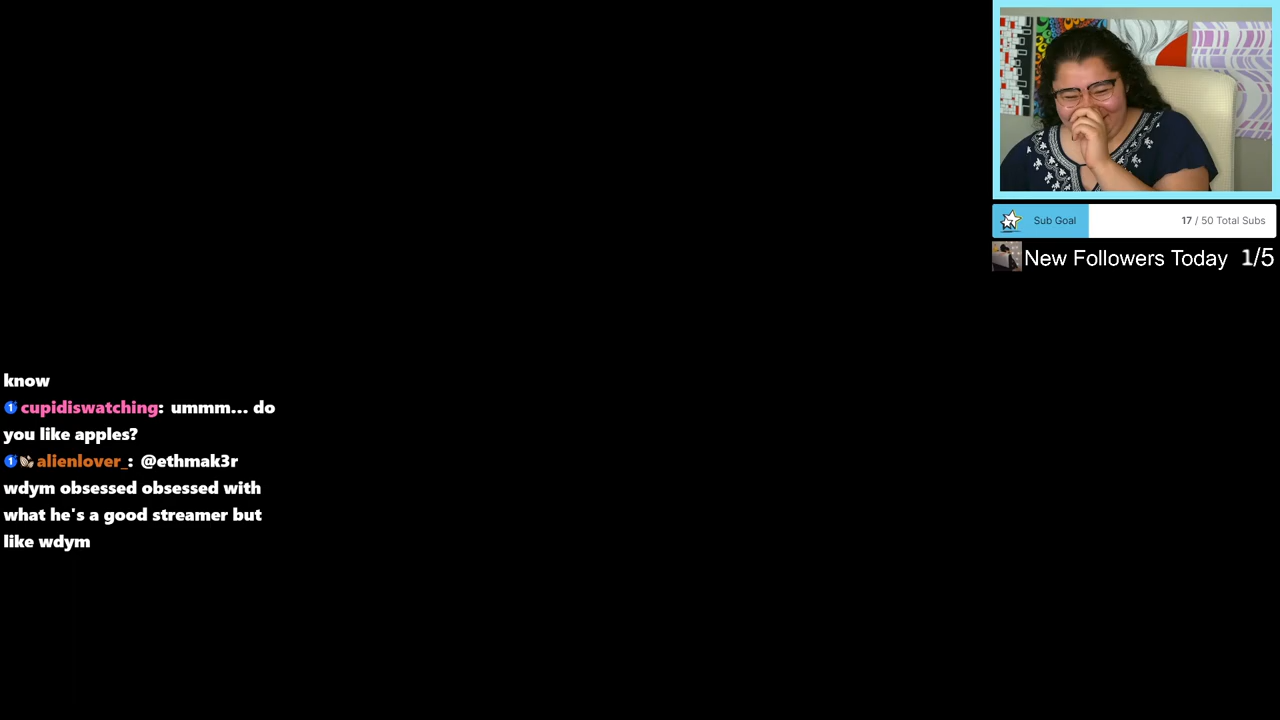 Sub Goal 17 / 50 Total Subs
New Followers Today 1/5
know
cupidiswatching: ummm... do
you like apples?
alienlover_: @ethmak3r
wdym obsessed obsessed with
what he's a good streamer but
like wdym